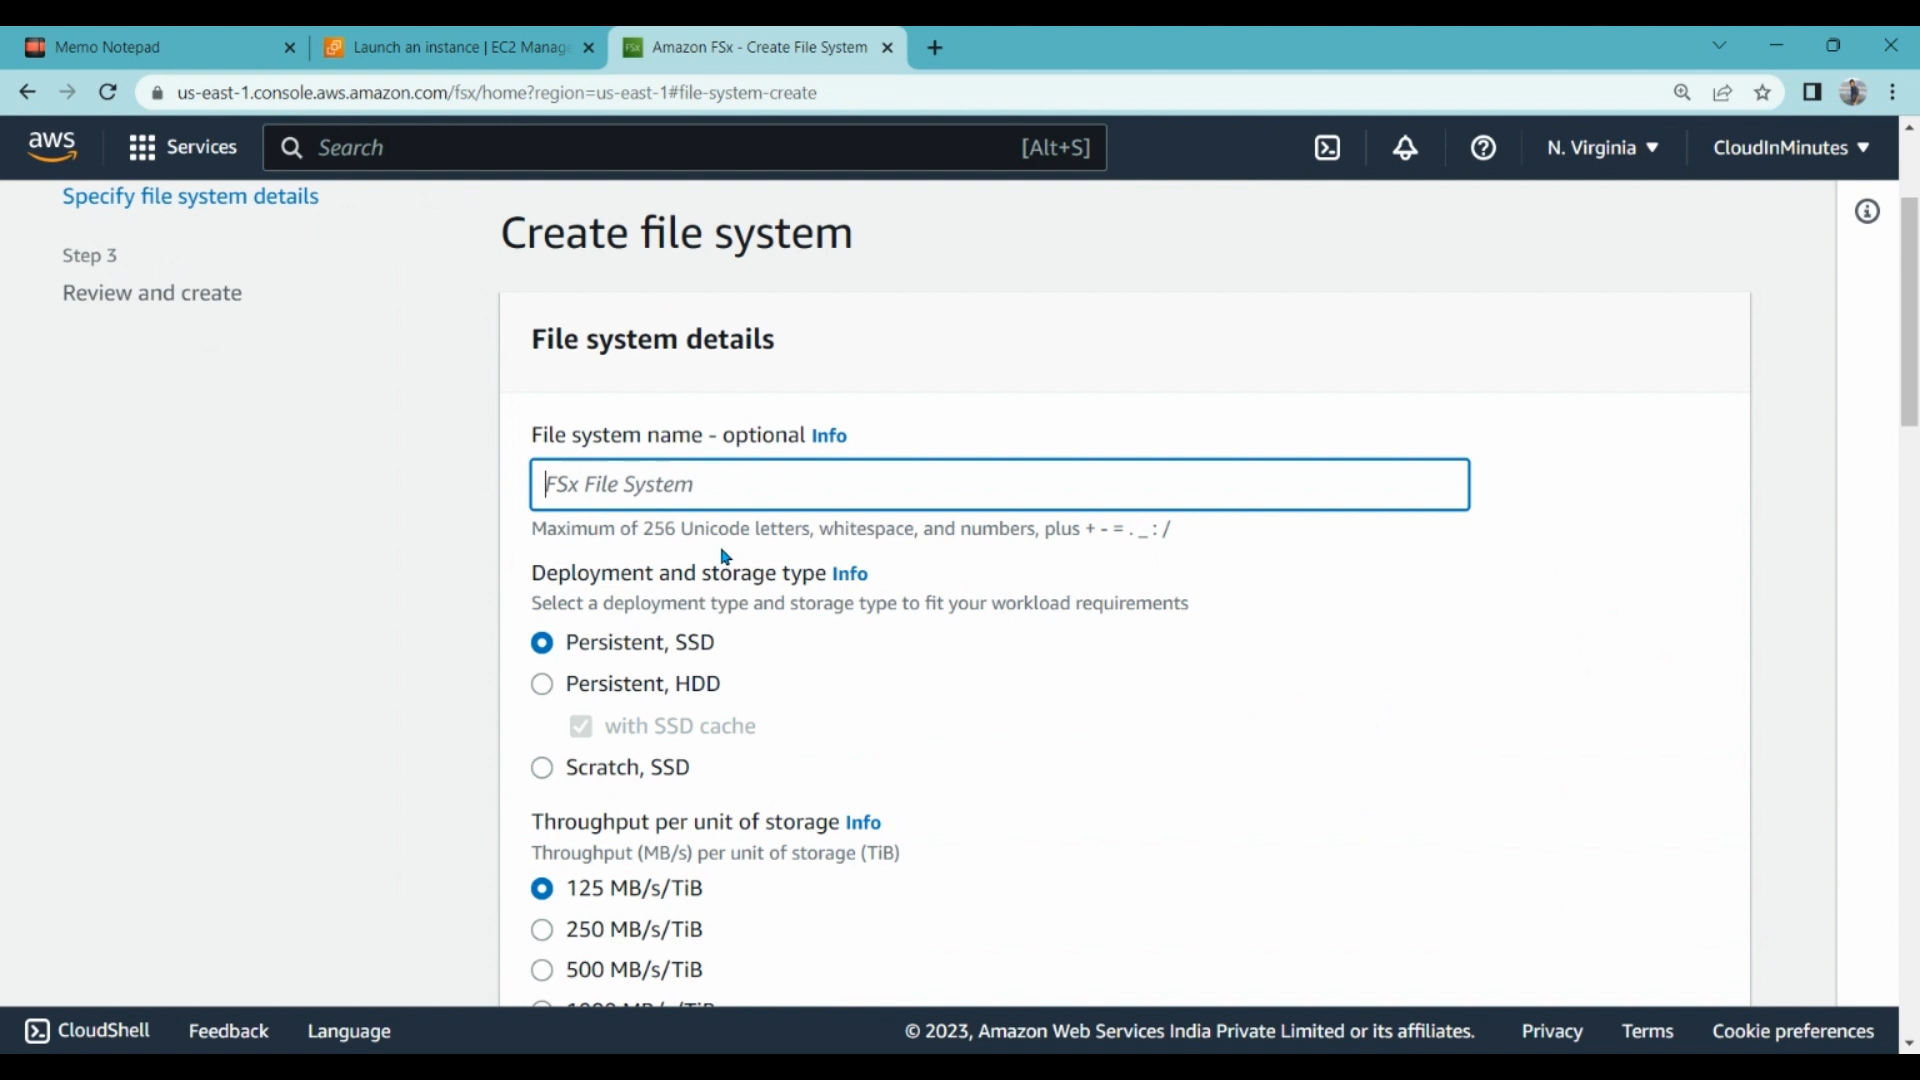 Memo Notepad
Launch an instance | EC2 Manag
FSx
Amazon FSx - Create File System
us-east-1.console.aws.amazon.com/fsx/home?region=us-east-1#file-system-create
aws
Services
Search
[Alt+S]
N. Virginia
CloudInMinutes
Specify file system details
Step 3
Review and create
Create file system
File system details
File system name - optional Info
FSx File System
Maximum of 256 Unicode letters, whitespace, and numbers, plus + - = . _ : /
Deployment and storage type Info
Select a deployment type and storage type to fit your workload requirements
Persistent, SSD
Persistent, HDD
with SSD cache
Scratch, SSD
Throughput per unit of storage Info
Throughput (MB/s) per unit of storage (TiB)
125 MB/s/TiB
250 MB/s/TiB
500 MB/s/TiB
1000 MB/s/TiB
CloudShell
Feedback
Language
© 2023, Amazon Web Services India Private Limited or its affiliates.
Privacy
Terms
Cookie preferences